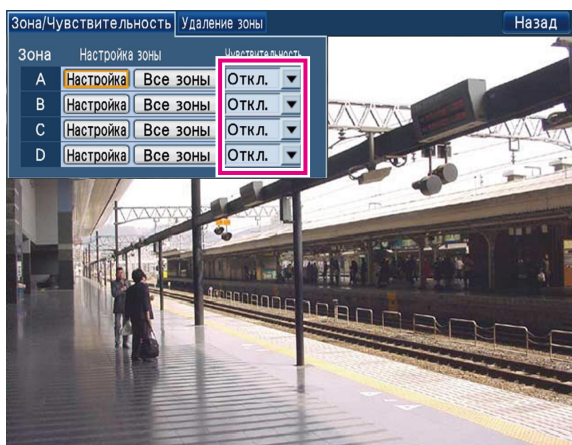 Зона/Чувствительность Удаление зоны Назад
Зона Настройка зоны Чувствительность
A Настройка Все зоны Откл.
B Настройка Все зоны Откл.
C Настройка Все зоны Откл.
D Настройка Все зоны Откл.